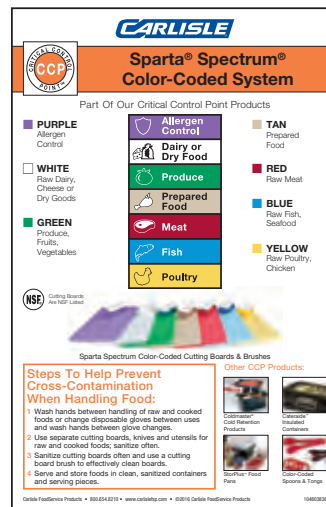 CARLISLE
CRITICAL CONTROL
CCP
POINT™
Sparta® Spectrum®
Color-Coded System
Part Of Our Critical Control Point Products
PURPLE
Allergen
Control
WHITE
Raw Dairy,
Cheese or
Dry Goods
GREEN
Produce,
Fruits,
Vegetables
Allergen
Control
Dairy or
Dry Food
Produce
Prepared
Food
Meat
Fish
Poultry
TAN
Prepared
Food
RED
Raw Meat
BLUE
Raw Fish,
Seafood
YELLOW
Raw Poultry,
Chicken
NSF
Cutting Boards
Are NSF Listed
Sparta Spectrum Color-Coded Cutting Boards & Brushes
Steps To Help Prevent
Cross-Contamination
When Handling Food:
1 Wash hands between handling of raw and cooked
foods or change disposable gloves between uses
and wash hands between glove changes.
2 Use separate cutting boards, knives and utensils for
raw and cooked foods; sanitize often.
3 Sanitize cutting boards often and use a cutting
board brush to effectively clean boards.
4 Serve and store foods in clean, sanitized containers
and serving pieces.
Other CCP Products:
Coldmaster®
Cold Retention
Products
Cateraide™
Insulated
Containers
StorPlus™ Food
Pans
Color-Coded
Spoons & Tongs
Carlisle FoodService Products • 800.654.8210 • www.carlislefsp.com • ©2016 Carlisle FoodService Products